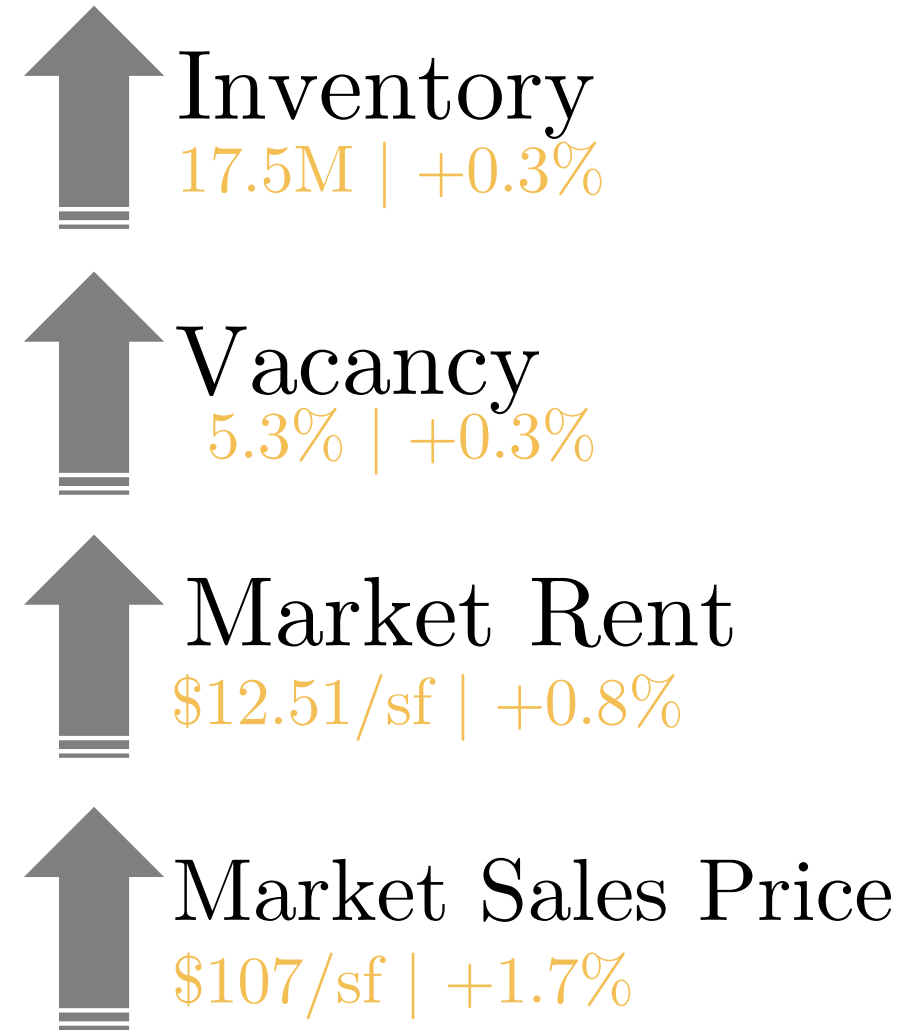 Inventory
17.5M | +0.3%
Vacancy
5.3% | +0.3%
Market Rent
$12.51/sf | +0.8%
Market Sales Price
$107/sf | +1.7%